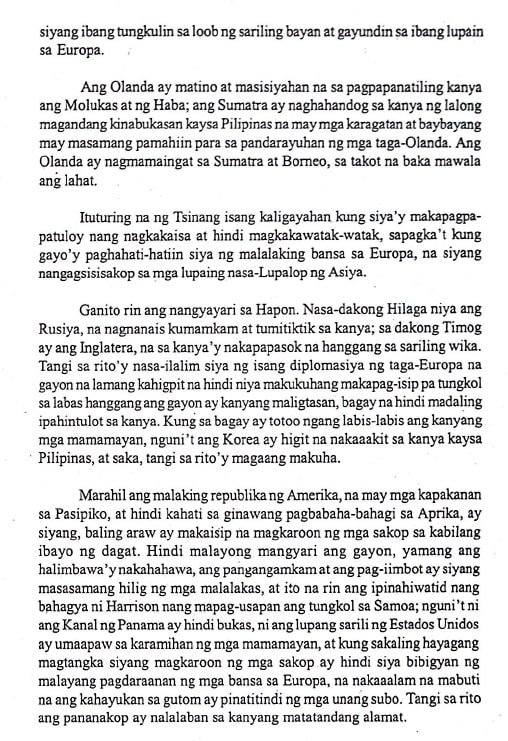 siyang ibang tungkulin sa loob ng sariling bayan at gayundin sa ibang lupain
sa Europa.
Ang Olanda ay matino at masisiyahan na sa pagpapanatiling kanya
ang Molukas at ng Haba; ang Sumatra ay naghahandog sa kanya ng lalong
magandang kinabukasan kaysa Pilipinas na may mga karagatan at baybayang
may masamang pamahiin para sa pandarayuhan ng mga taga-Olanda. Ang
Olanda ay nagmamaingat sa Sumatra at Borneo, sa takot na baka mawala
ang lahat.
Ituturing na ng Tsinang isang kaligayahan kung siya'y makapagpa-
patuloy nang nagkakaisa at hindi magkakawatak-watak, sapagka't kung
gayo'y paghahati-hatiin siya ng malalaking bansa sa Europa, na siyang
nangagsisisakop sa mga lupaing nasa-Lupalop ng Asiya.
Ganito rin ang nangyayari sa Hapon. Nasa-dakong Hilaga niya ang
Rusiya, na nagnanais kumamkam at tumitiktik sa kanya; sa dakong Timog
ay ang Inglatera, na sa kanya'y nakapapasok na hanggang sa sariling wika.
Tangi sa rito'y nasa-ilalim siya ng isang diplomasiya ng taga-Europa na
gayon na lamang kahigpit na hindi niya makukuhang makapag-isip pa tungkol
sa labas hanggang ang gayon ay kanyang maligtasan, bagay na hindi madaling
ipahintulot sa kanya. Kung sa bagay ay totoo ngang labis-labis ang kanyang
mga mamamayan, nguni't ang Korea ay higit na nakaaakit sa kanya kaysa
Pilipinas, at saka, tangi sa rito'y magaang makuha.
Marahil ang malaking republika ng Amerika, na may mga kapakanan
sa Pasipiko, at hindi kahati sa ginawang pagbabaha-bahagi sa Aprika, ay
siyang, baling araw ay makaisip na magkaroon ng mga sakop sa kabilang
ibayo ng dagat. Hindi malayong mangyari ang gayon, yamang ang
halimbawa'y nakahahawa, ang pangangamkam at ang pag-iimbot ay siyang
masasamang hilig ng mga malalakas, at ito na rin ang ipinahiwatid nang
bahagya ni Harrison nang mapag-usapan ang tungkol sa Samoa; nguni't ni
ang Kanal ng Panama ay hindi bukas, ni ang lupang sarili ng Estados Unidos
ay umaapaw sa karamihan ng mga mamamayan, at kung sakaling hayagang
magtangka siyang magkaroon ng mga sakop ay hindi siya bibigyan ng
malayang pagdaraanan ng mga bansa sa Europa, na nakaaalam na mabuti
na ang kahayukan sa gutom ay pinatitindi ng mga unang subo. Tangi sa rito
ang pananakop ay nalalaban sa kanyang matatandang alamat.